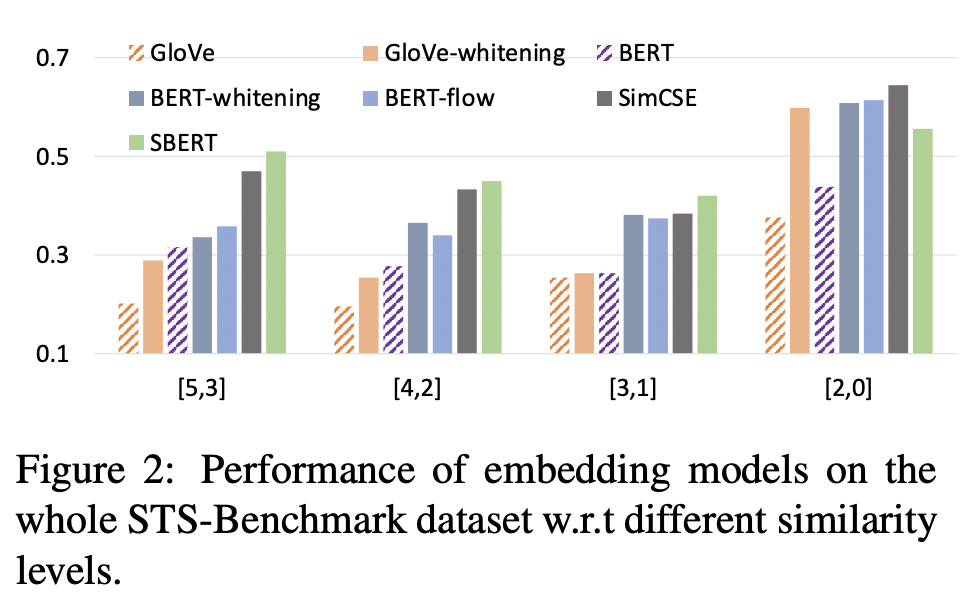 0.7
GloVe GloVe-whitening BERT
BERT-whitening BERT-flow SimCSE
0.5
SBERT
0.3
0.1
[5,3] [4,2] [3,1] [2,0]
Figure 2: Performance of embedding models on the
whole STS-Benchmark dataset w.r.t different similarity
levels.